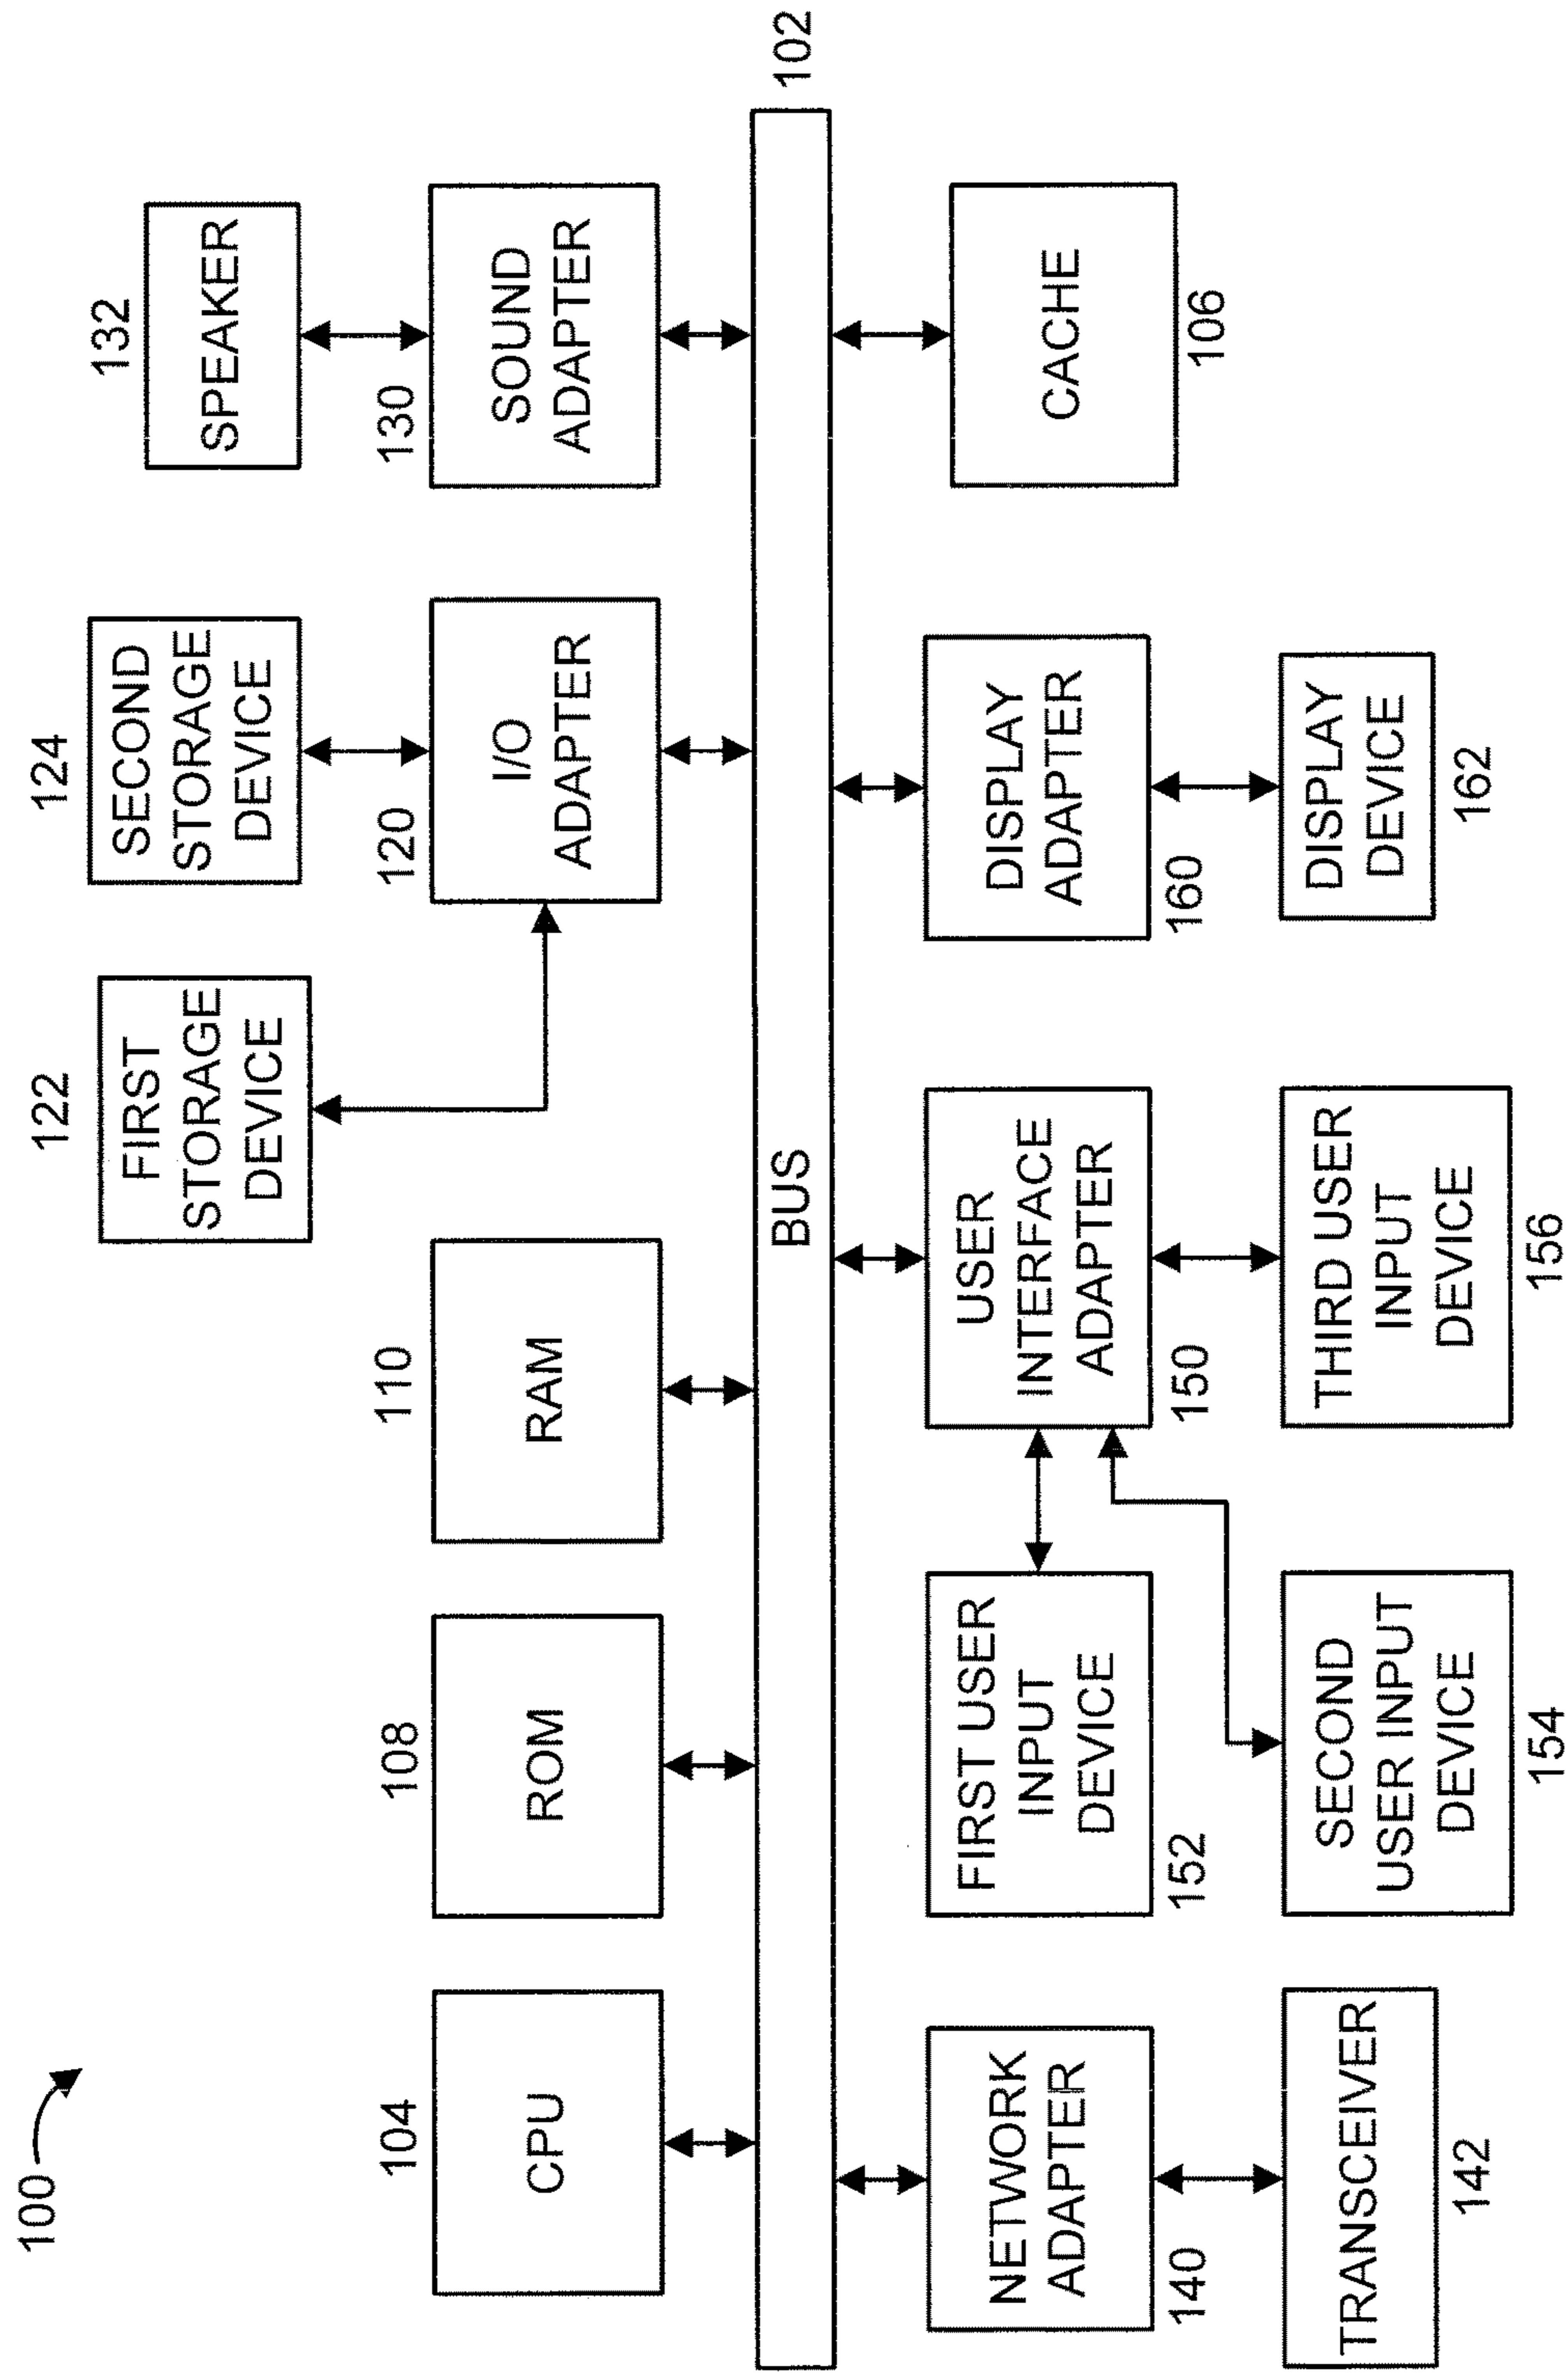 100
122
FIRST
STORAGE
DEVICE
124
SECOND
STORAGE
DEVICE
132
SPEAKER
104
CPU
108
ROM
110
RAM
120
I/O
ADAPTER
130
SOUND
ADAPTER
BUS
102
NETWORK
ADAPTER
140
FIRST USER
INPUT
DEVICE
152
USER
INTERFACE
ADAPTER
150
DISPLAY
ADAPTER
160
CACHE
106
TRANSCEIVER
142
SECOND
USER INPUT
DEVICE
154
THIRD USER
INPUT
DEVICE
156
DISPLAY
DEVICE
162